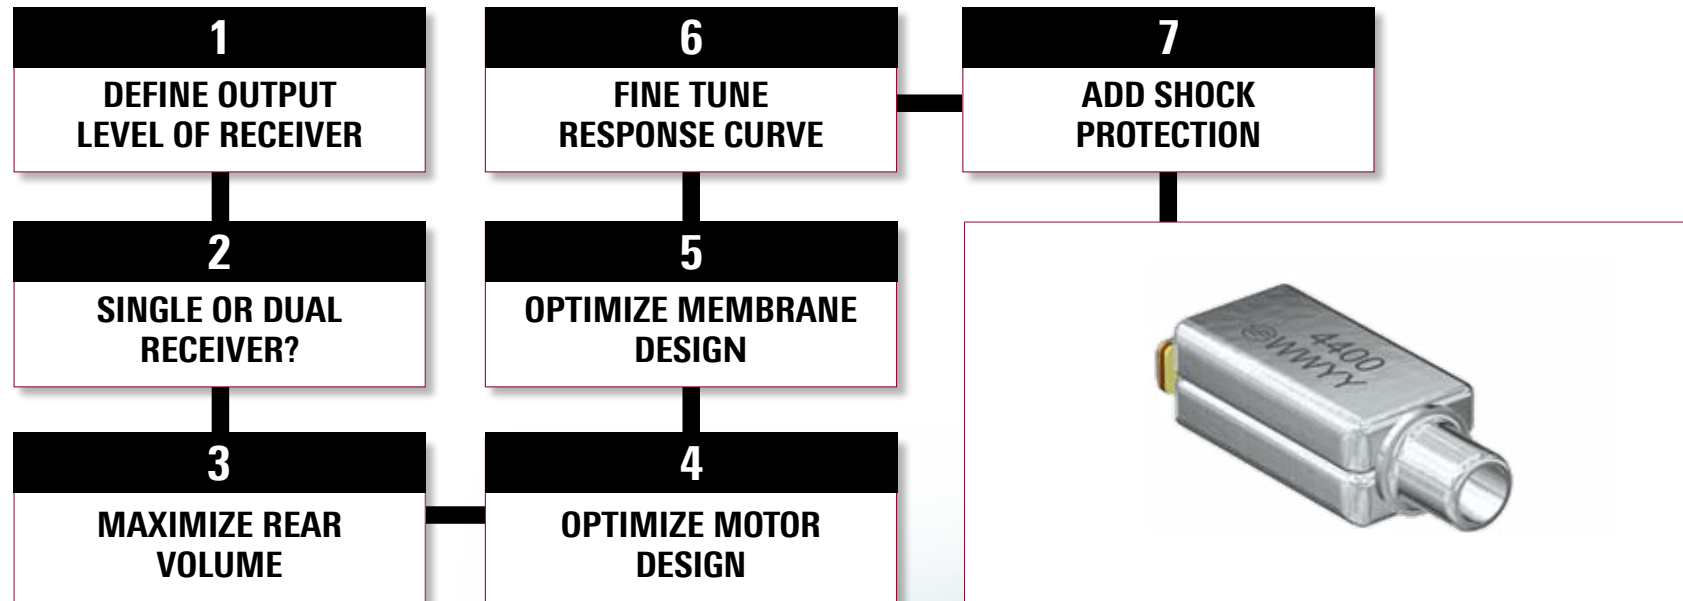 1
DEFINE OUTPUT
LEVEL OF RECEIVER
2
SINGLE OR DUAL
RECEIVER?
3
MAXIMIZE REAR
VOLUME
4
OPTIMIZE MOTOR
DESIGN
5
OPTIMIZE MEMBRANE
DESIGN
6
FINE TUNE
RESPONSE CURVE
7
ADD SHOCK
PROTECTION
4400
WWYY